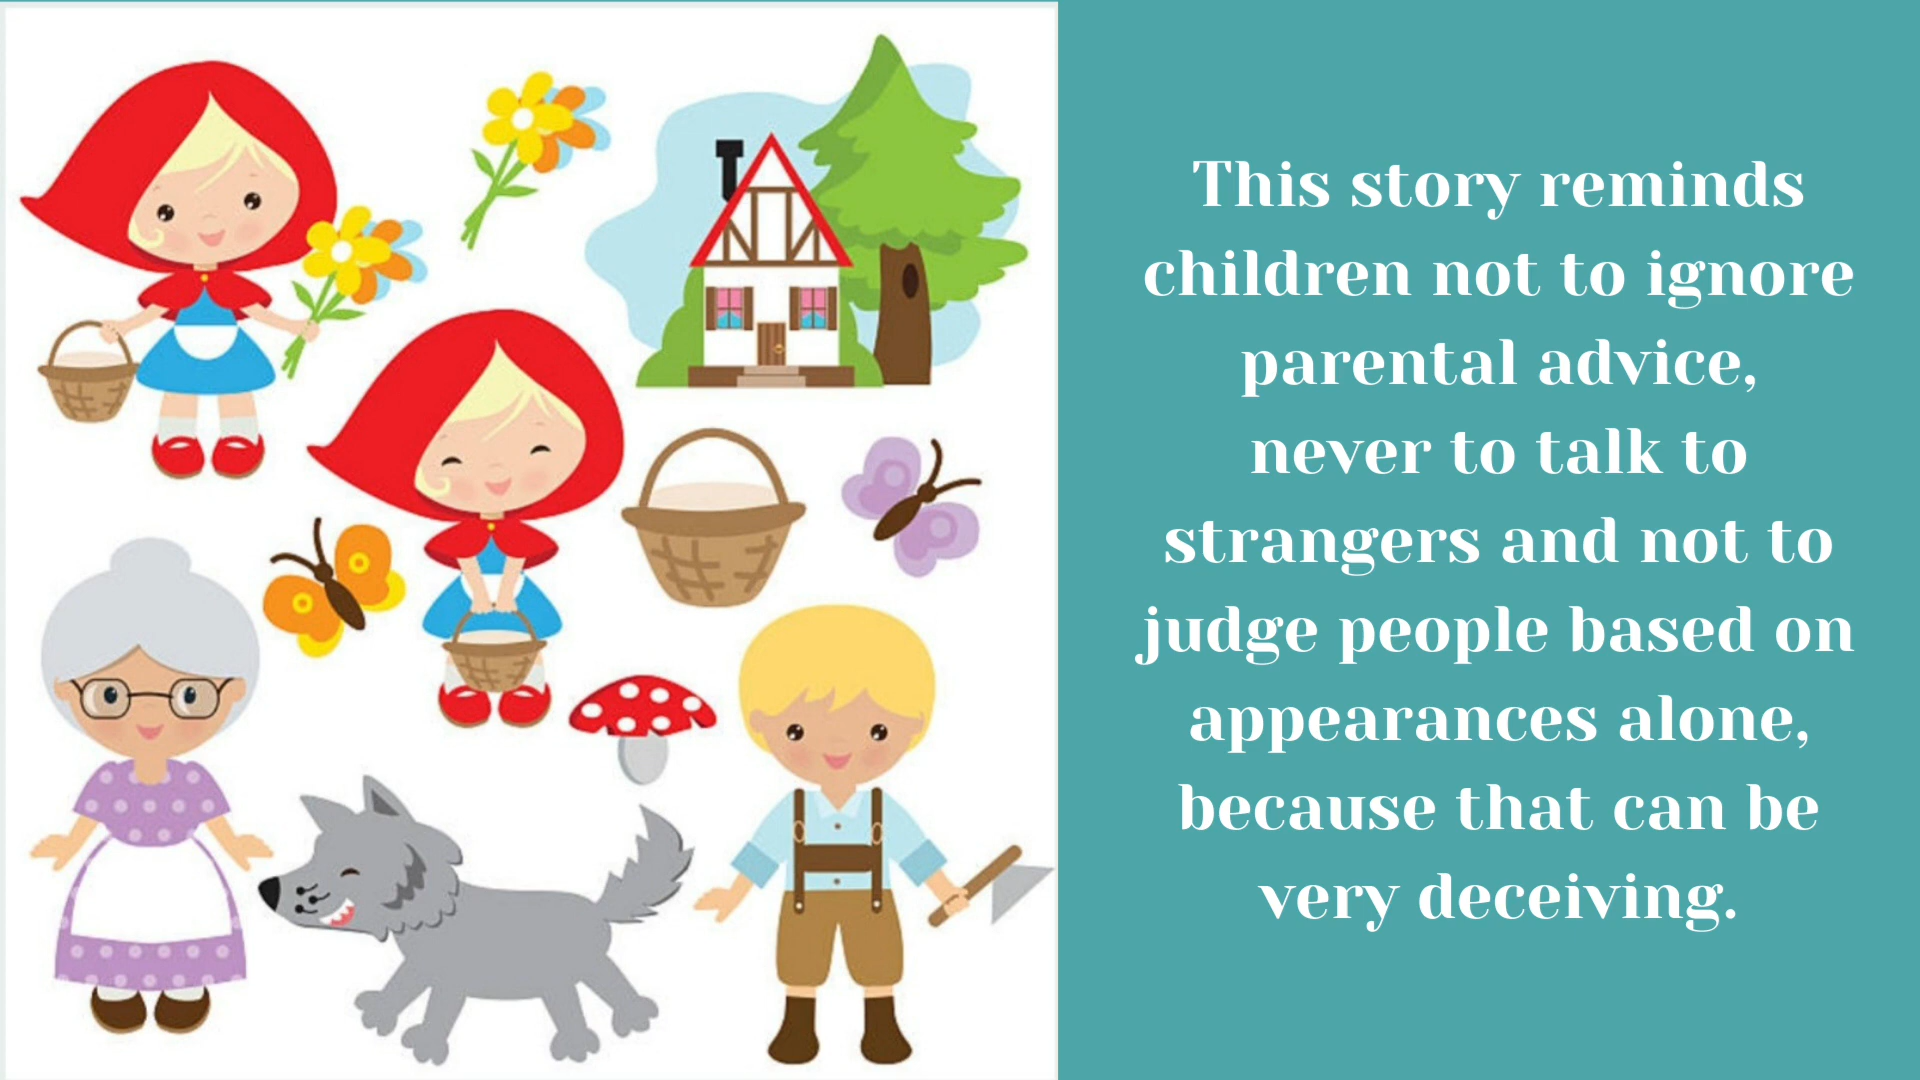 This story reminds
children not to ignore
parental advice,
never to talk to
strangers and not to
judge people based on
appearances alone,
because that can be
very deceiving.